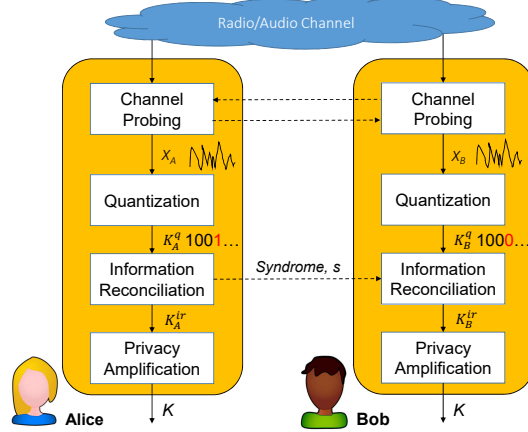 Radio/Audio Channel
Channel
Probing
Channel
Probing
X_A
X_B
Quantization
Quantization
K_A^q 1001...
K_B^q 1000...
Information
Reconciliation
Syndrome, s
Information
Reconciliation
K_A^{ir}
K_B^{ir}
Privacy
Amplification
Privacy
Amplification
Alice
K
Bob
K